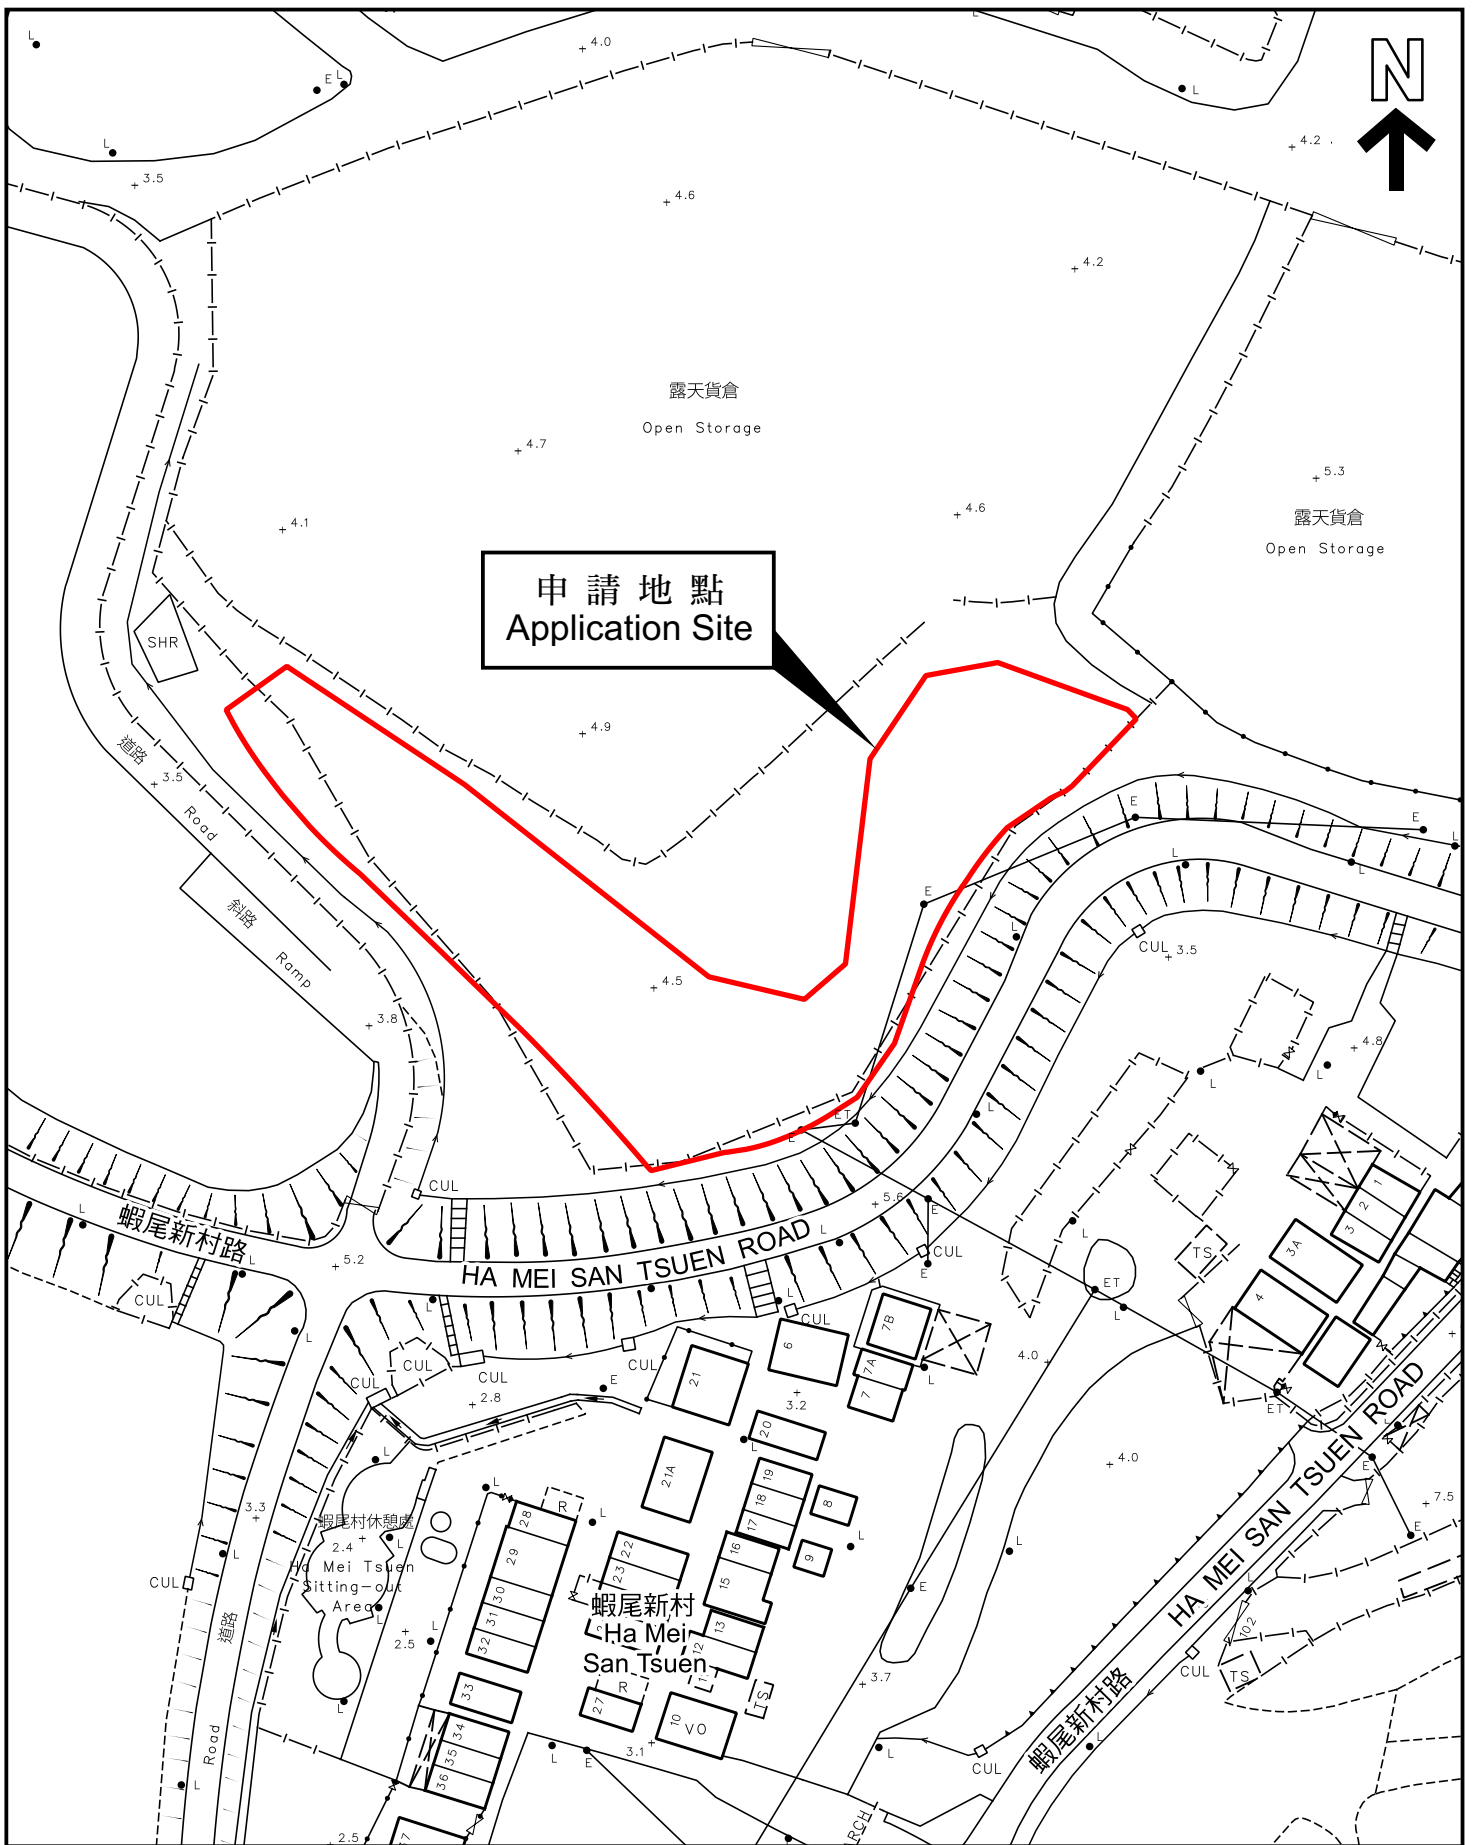 L
L
E
L
L
N
4.0
4.2
3.5
4.6
4.2
露天貨倉
Open Storage
4.7
5.3
4.6
露天貨倉
Open Storage
4.1
申請地點
Application Site
SHR
4.9
道路
3.5
Road
E
E
L
L
L
E
斜路
Ramp
L
CUL
3.5
4.5
3.8
4.8
L
L
ET
E
L
CUL
5.6
E
蝦尾新村路
L
L
5.2
HA MEI SAN TSUEN ROAD
L
CUL
E
L
TS
1
2
3
3A
4
ET
L
CUL
L
L
CUL
6
7B
7A
7
L
4.0
CUL
CUL
CUL
CUL
E
2.8
21
3.2
20
L
ET
L
HA MEI SAN TSUEN ROAD
蝦尾新村路
E
7.5
E
L
21A
19
18
17
8
9
L
4.0
L
3.3
L
蝦尾村休憩處
2.4
L
Ha Mei Tsuen
Sitting-out
Area
L
CUL
道路
Road
L
28
R
L
29
30
31
32
22
23
16
15
13
12
蝦尾新村
Ha Mei
San Tsuen
E
2.5
L
33
34
35
36
27
R
10
VO
TS
3.7
3.1
L
E
L
L
CUL
L
CUL
TS
102
L
L
2.5